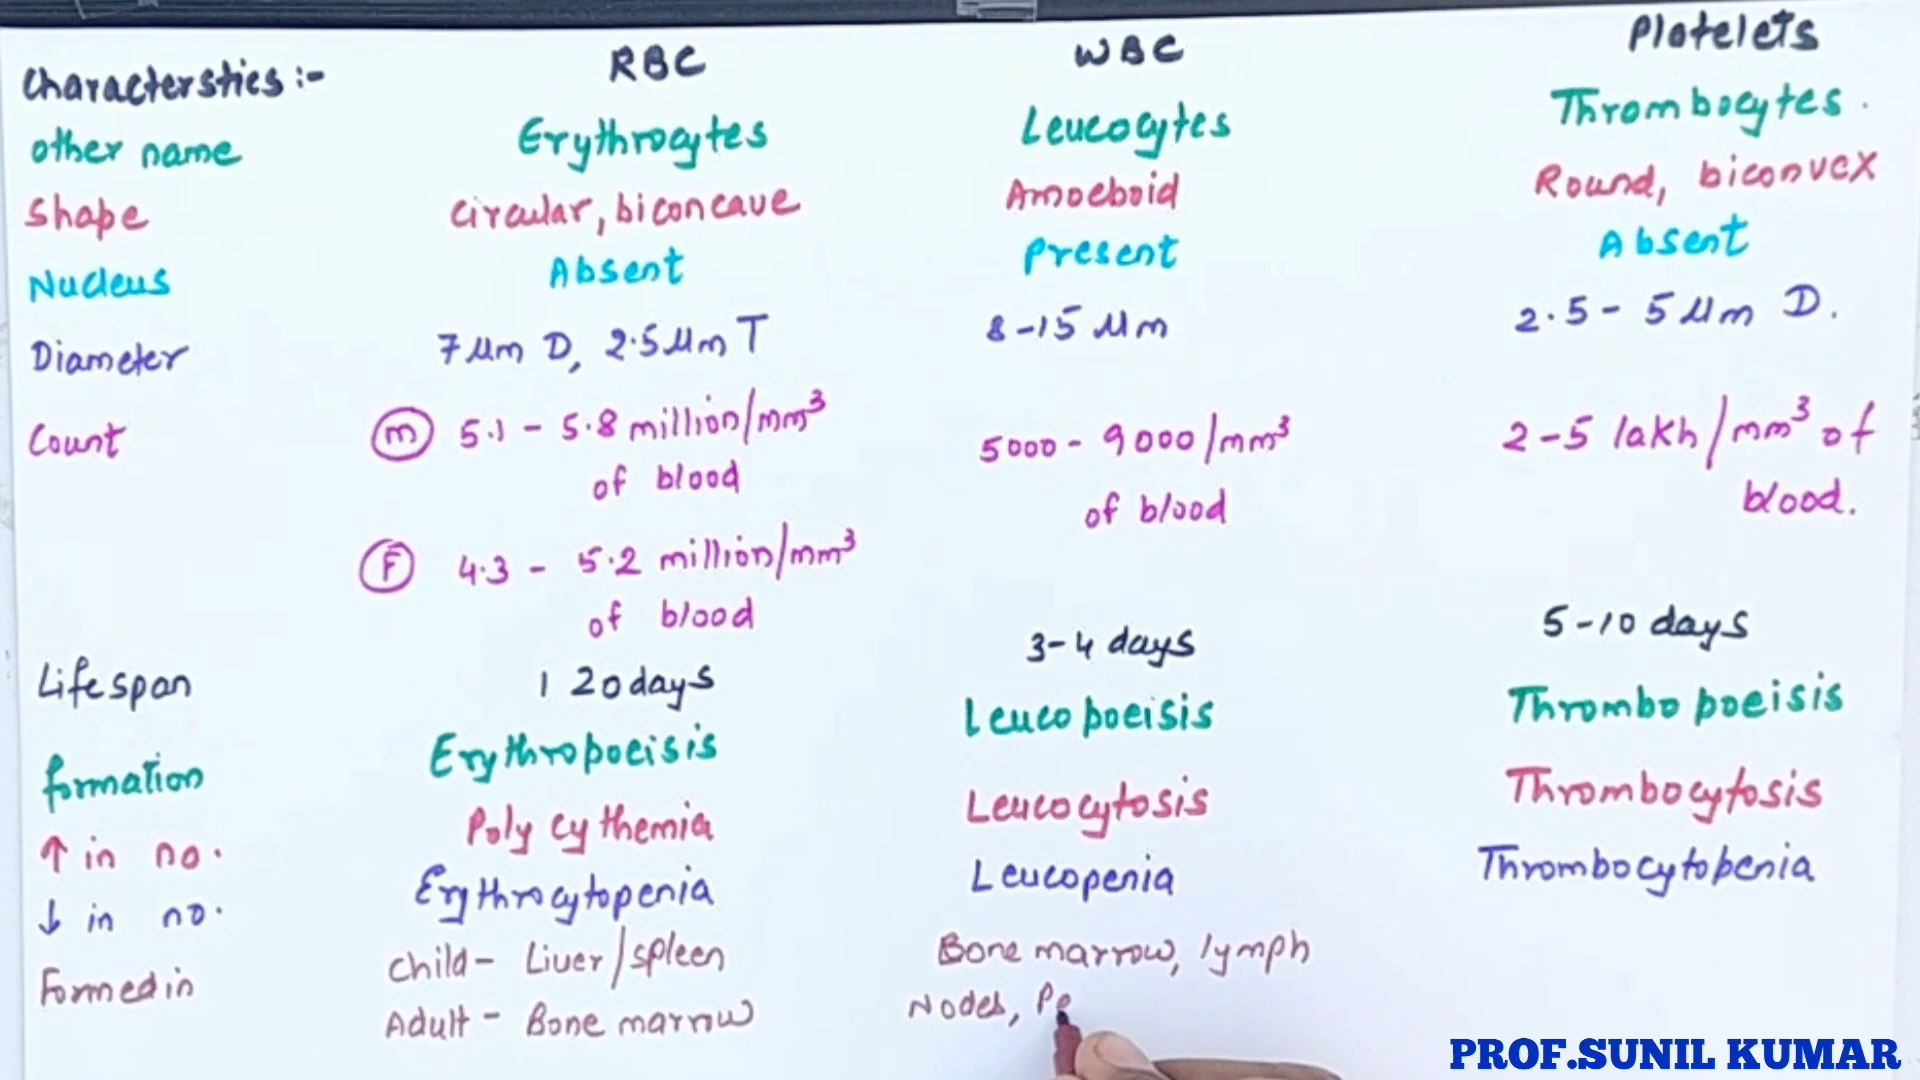 Characterstics :- RBC WBC Platelets
other name Erythrocytes Leucocytes Thrombocytes.
Shape Circular, biconcave Amoeboid Round, biconvex
Nucleus Absent Present Absent
Diameter 7 μm D, 2.5 μm T 8-15 μm 2.5 - 5 μm D.
Count (M) 5.1 - 5.8 million/mm³ 5000 - 9000/mm³ 2-5 lakh/mm³ of
of blood of blood blood.
(F) 4.3 - 5.2 million/mm³
of blood
Lifespan 120 days 3-4 days 5-10 days
formation Erythropoeisis Leucopoeisis Thrombopoeisis
↑ in no. Polycythemia Leucocytosis Thrombocytosis
↓ in no. Erythrocytopenia Leucopenia Thrombocytopenia
Formed in Child - Liver/spleen Bone marrow, lymph
Adult - Bone marrow Nodes, Pe
PROF.SUNIL KUMAR